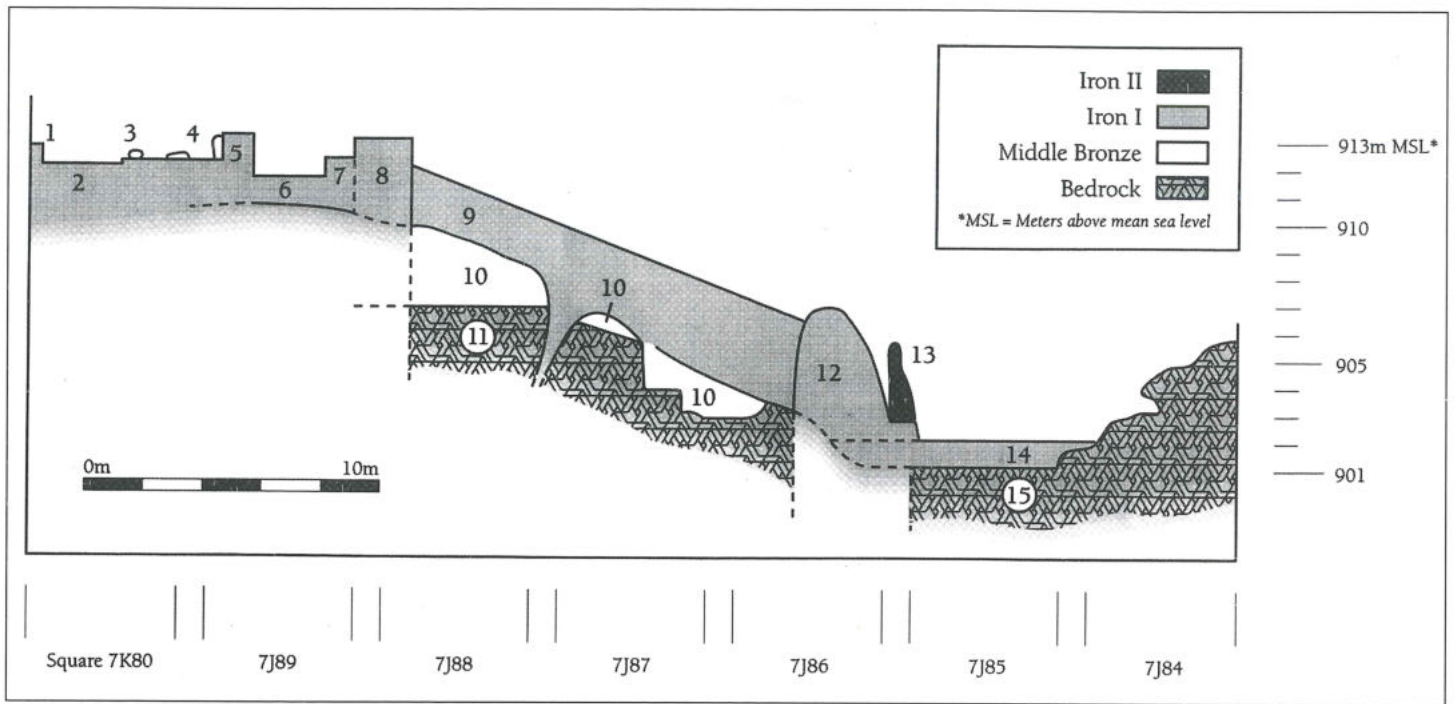 Iron II
Iron I
Middle Bronze
Bedrock
*MSL = Meters above mean sea level
913m MSL*
910
905
901
1
3
4
5
2
6
7
8
9
10
10
10
11
12
13
14
15
0m 10m
Square 7K80 7J89 7J88 7J87 7J86 7J85 7J84